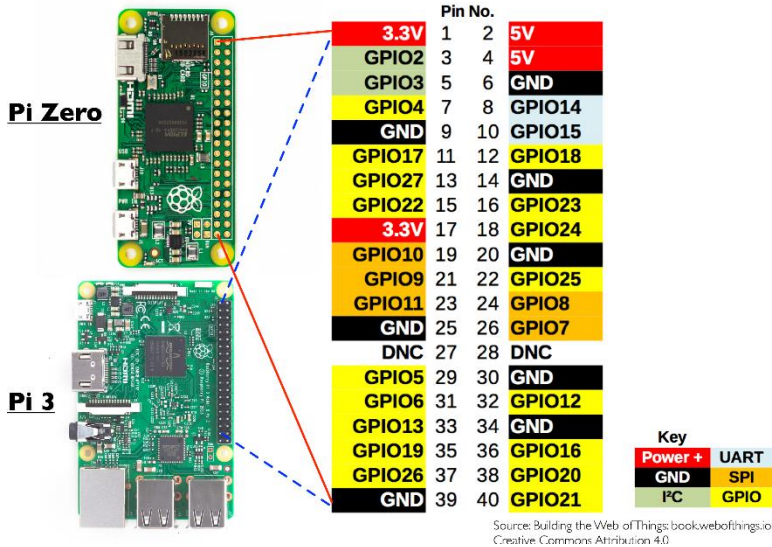 Pin No.
3.3V 1 2 5V
GPIO2 3 4 5V
GPIO3 5 6 GND
GPIO4 7 8 GPIO14
GND 9 10 GPIO15
GPIO17 11 12 GPIO18
GPIO27 13 14 GND
GPIO22 15 16 GPIO23
3.3V 17 18 GPIO24
GPIO10 19 20 GND
GPIO9 21 22 GPIO25
GPIO11 23 24 GPIO8
GND 25 26 GPIO7
DNC 27 28 DNC
GPIO5 29 30 GND
GPIO6 31 32 GPIO12
GPIO13 33 34 GND
GPIO19 35 36 GPIO16
GPIO26 37 38 GPIO20
GND 39 40 GPIO21
Pi Zero
HDMI
USB
PWR
Pi 3
HDMI
Key
Power + UART
GND SPI
I²C GPIO
Source: Building the Web of Things: book.webofthings.io
Creative Commons Attribution 4.0